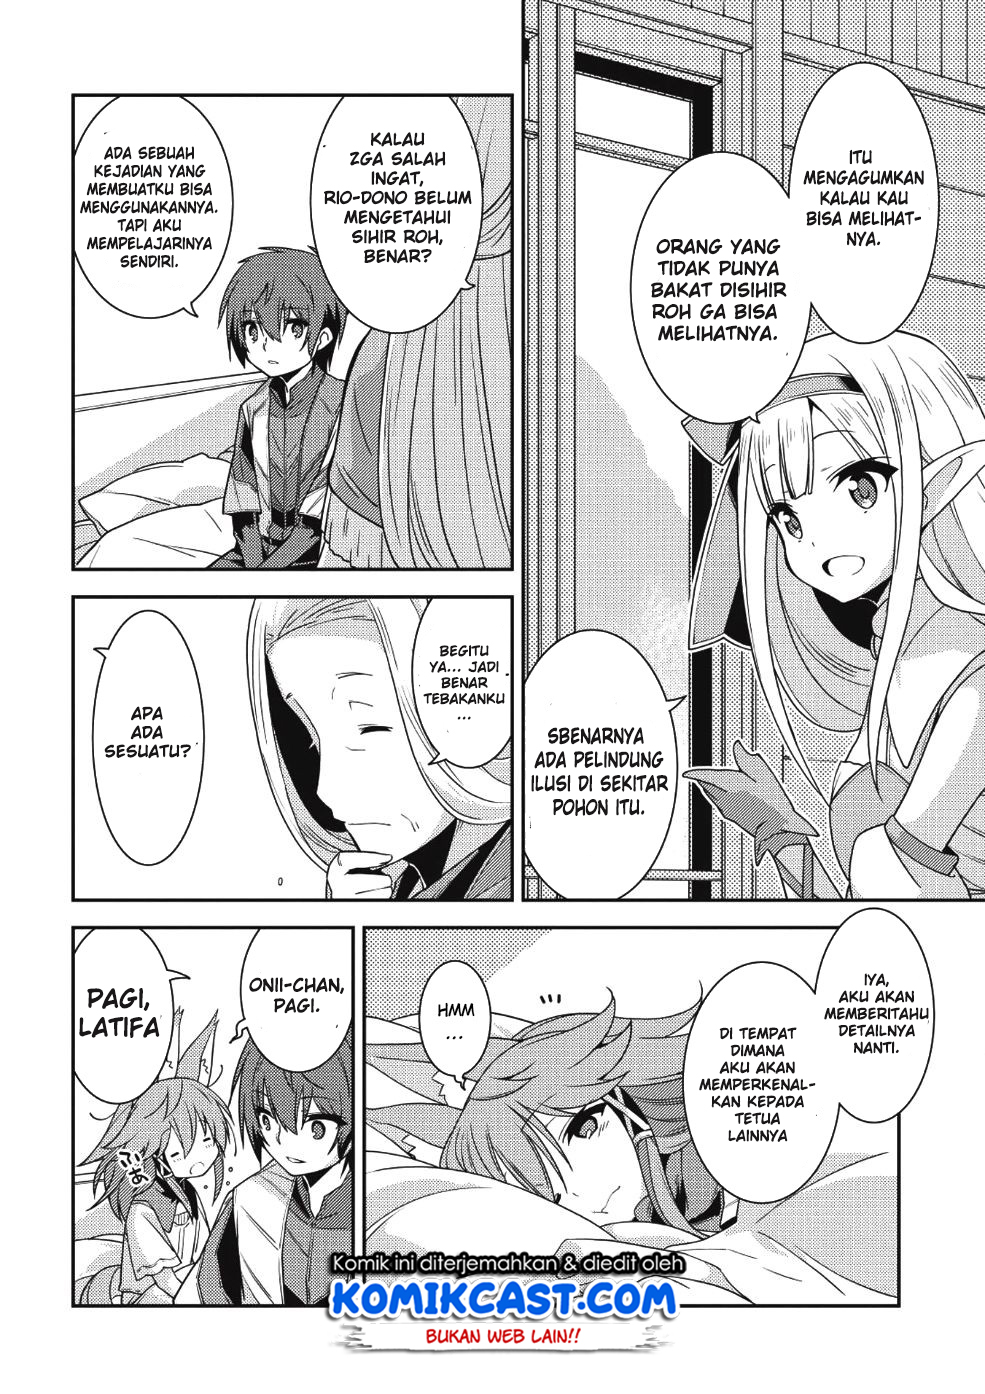 ITU
MENGAGUMKAN
KALAU KAU
BISA MELIHAT-
NYA.
ORANG YANG
TIDAK PUNYA
BAKAT DISIHIR
ROH GA BISA
MELIHATNYA.
SBENARNYA
ADA PELINDUNG
ILUSI DI SEKITAR
POHON ITU.
KALAU
ZGA SALAH
INGAT,
RIO-DONO BELUM
MENGETAHUI
SIHIR ROH,
BENAR?
ADA SEBUAH
KEJADIAN YANG
MEMBUATKU BISA
MENGGUNAKANNYA.
TAPI AKU
MEMPELAJARINYA
SENDIRI.
BEGITU
YA... JADI
BENAR
TEBAKANKU
...
APA
ADA
SESUATU?
IYA,
AKU AKAN
MEMBERITAHU
DETAILNYA
NANTI.
DI TEMPAT
DIMANA
AKU AKAN
MEMPERKENAL-
KAN KEPADA
TETUA
LAINNYA
HMM
...
ONII-CHAN,
PAGI.
PAGI,
LATIFA
ふぁ
Komik ini diterjemahkan & diedit oleh
KOMIKCAST.COM
BUKAN WEB LAIN!!